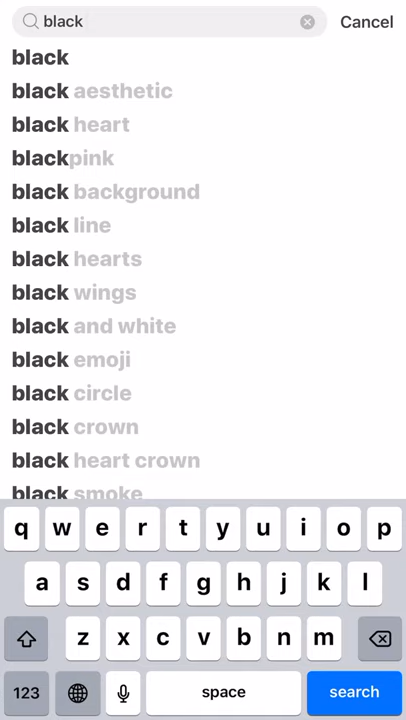 black
Cancel
black
black aesthetic
black heart
blackpink
black background
black line
black hearts
black wings
black and white
black emoji
black circle
black crown
black heart crown
black smoke
q w e r t y u i o p
a s d f g h j k l
z x c v b n m
123 space search